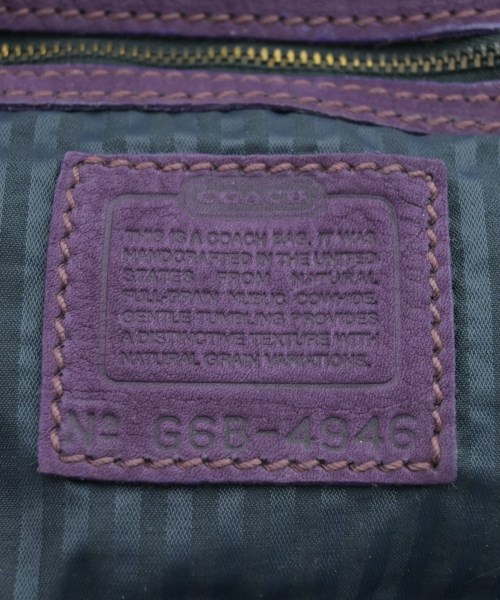 COACH
THIS IS A COACH BAG. IT WAS
HANDCRAFTED IN THE UNITED
STATES FROM NATURAL,
FULL-GRAIN NUBUC COWHIDE.
GENTLE TUMBLING PROVIDES
A DISTINCTIVE TEXTURE WITH
NATURAL GRAIN VARIATIONS.
Nº G6B-4946